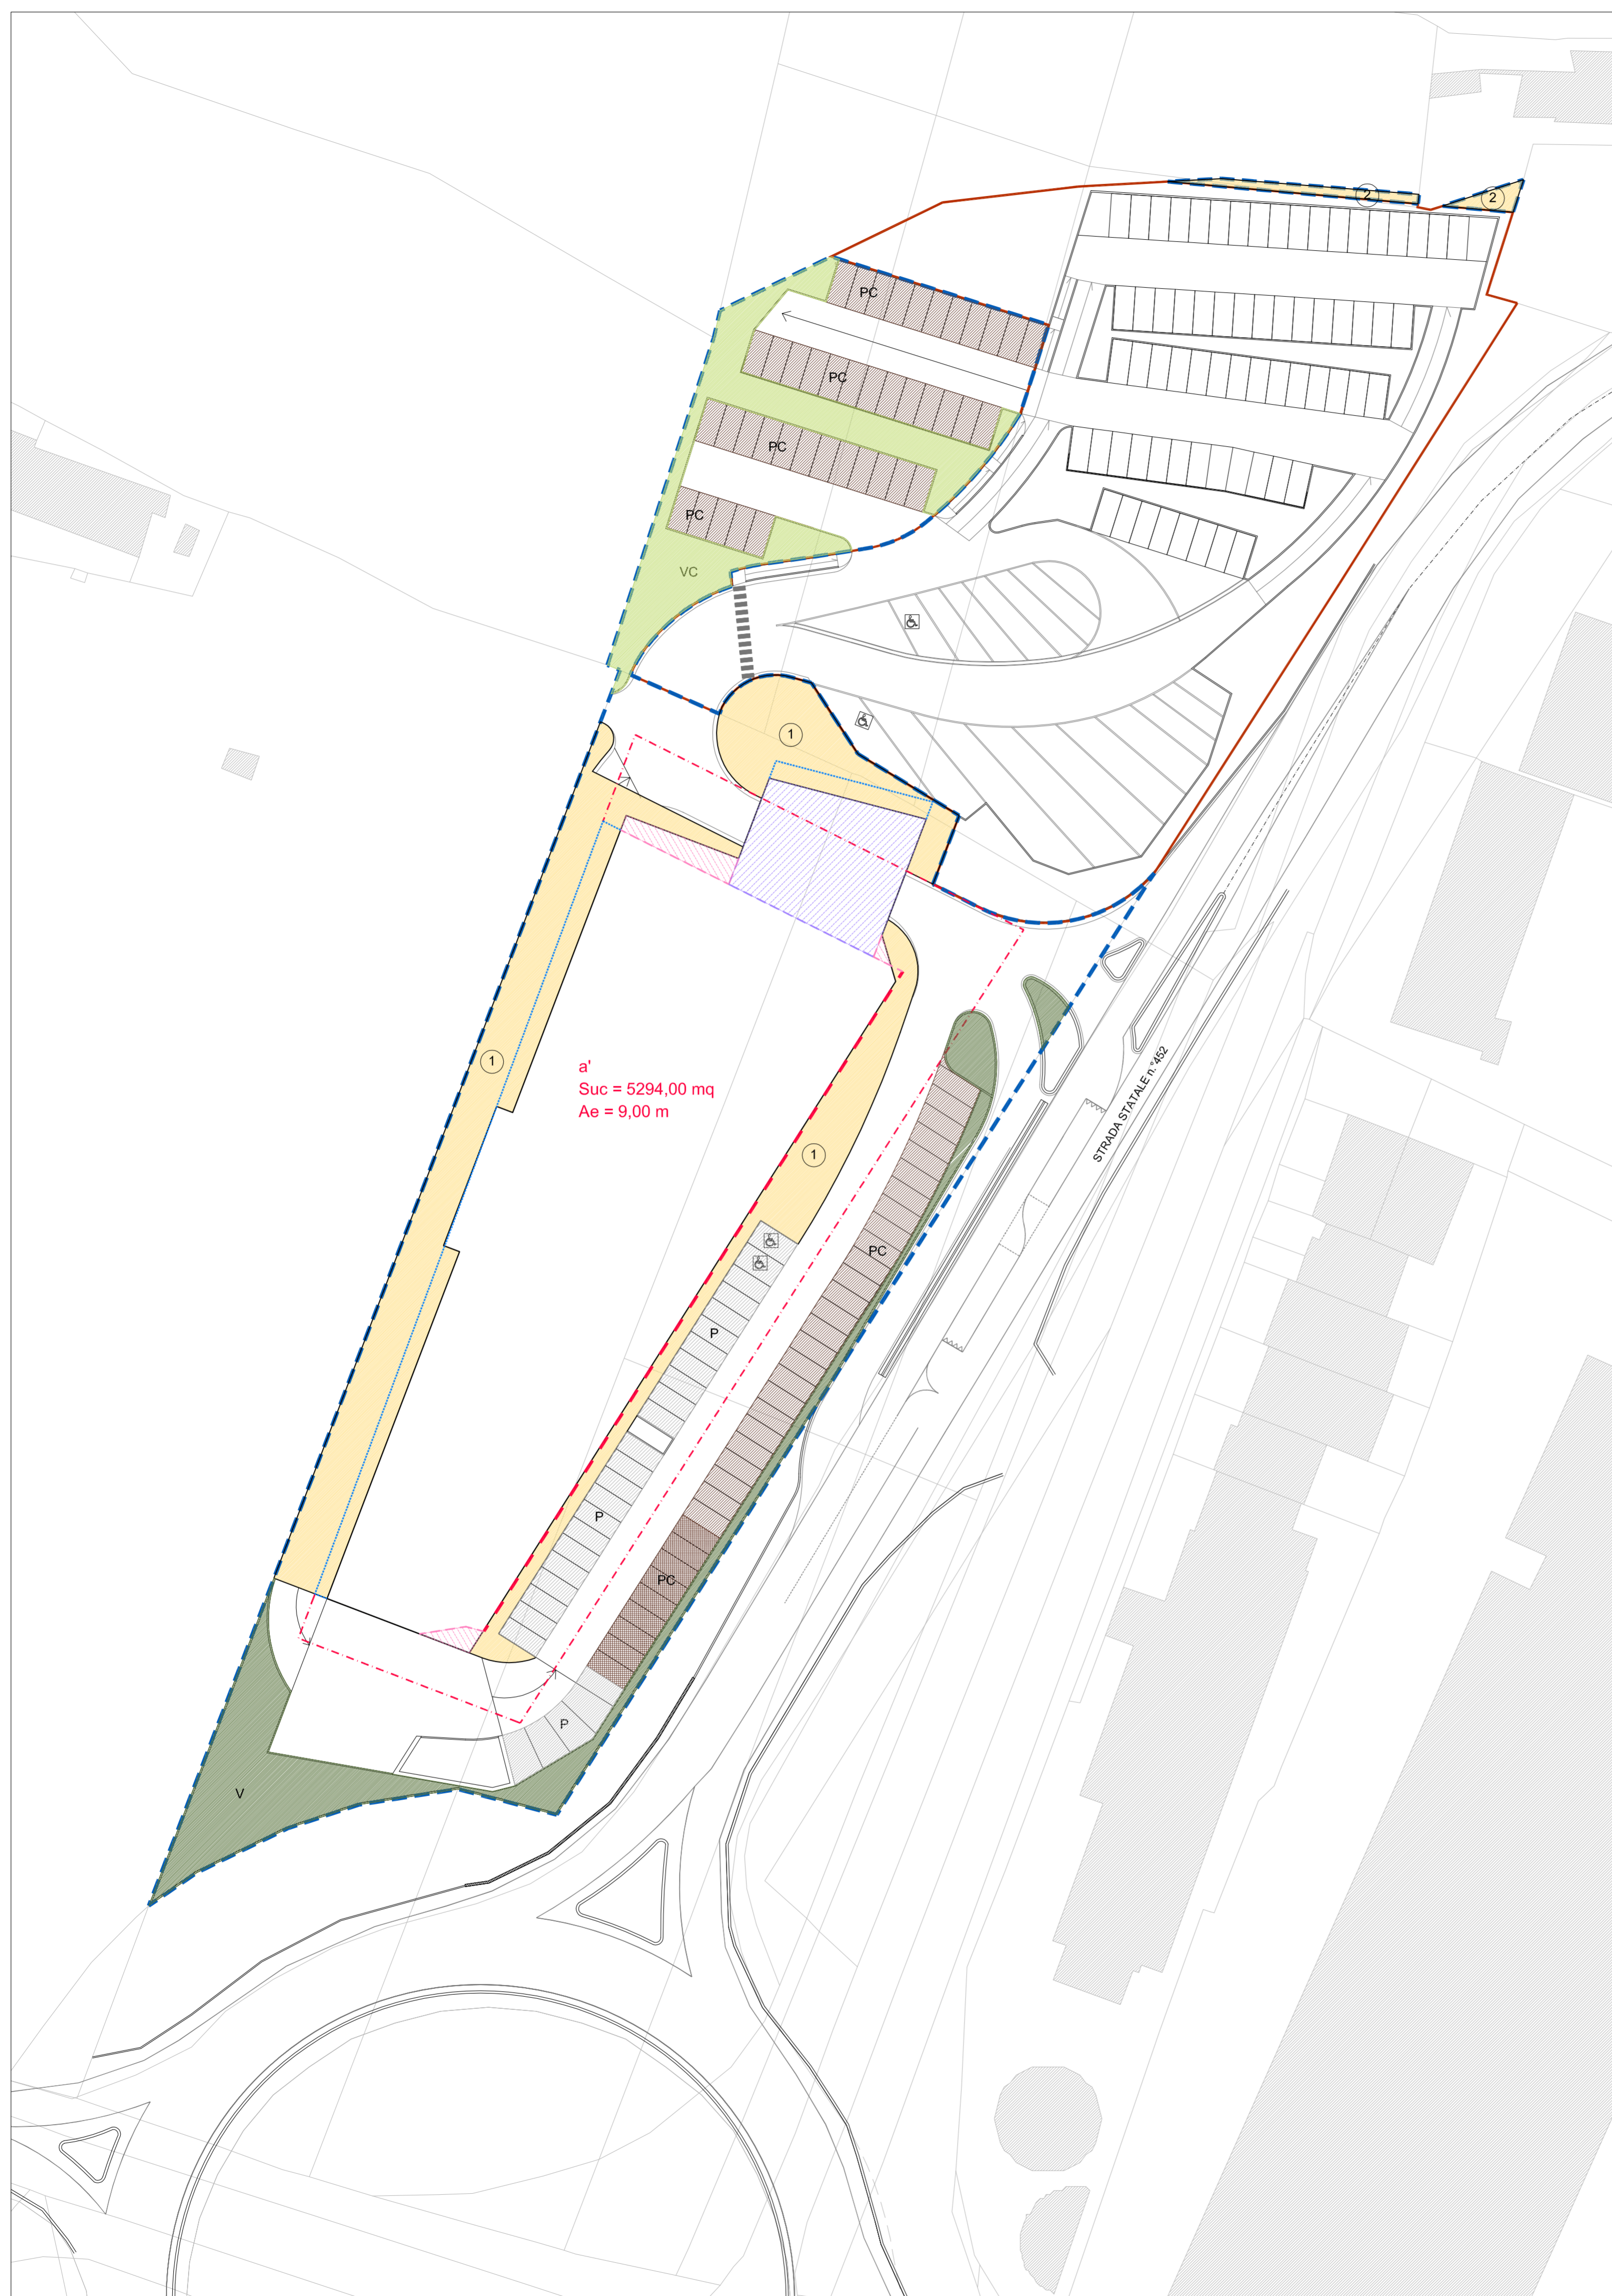 2
2
PC
PC
PC
PC
VC
1
1
a'
Suc = 5294,00 mq
Ae = 9,00 m
STRADA STATALE n.°452
1
PC
P
P
PC
P
V